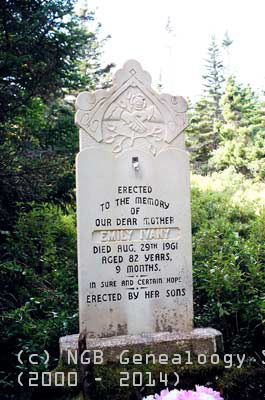 ERECTED
TO THE MEMORY
OF
OUR DEAR MOTHER
EMILY IVANY
DIED AUG. 29TH 1961
AGED 82 YEARS,
9 MONTHS.
IN SURE AND CERTAIN HOPE
ERECTED BY HER SONS
(c) NGB Genealoogy S
(2000 - 2014)